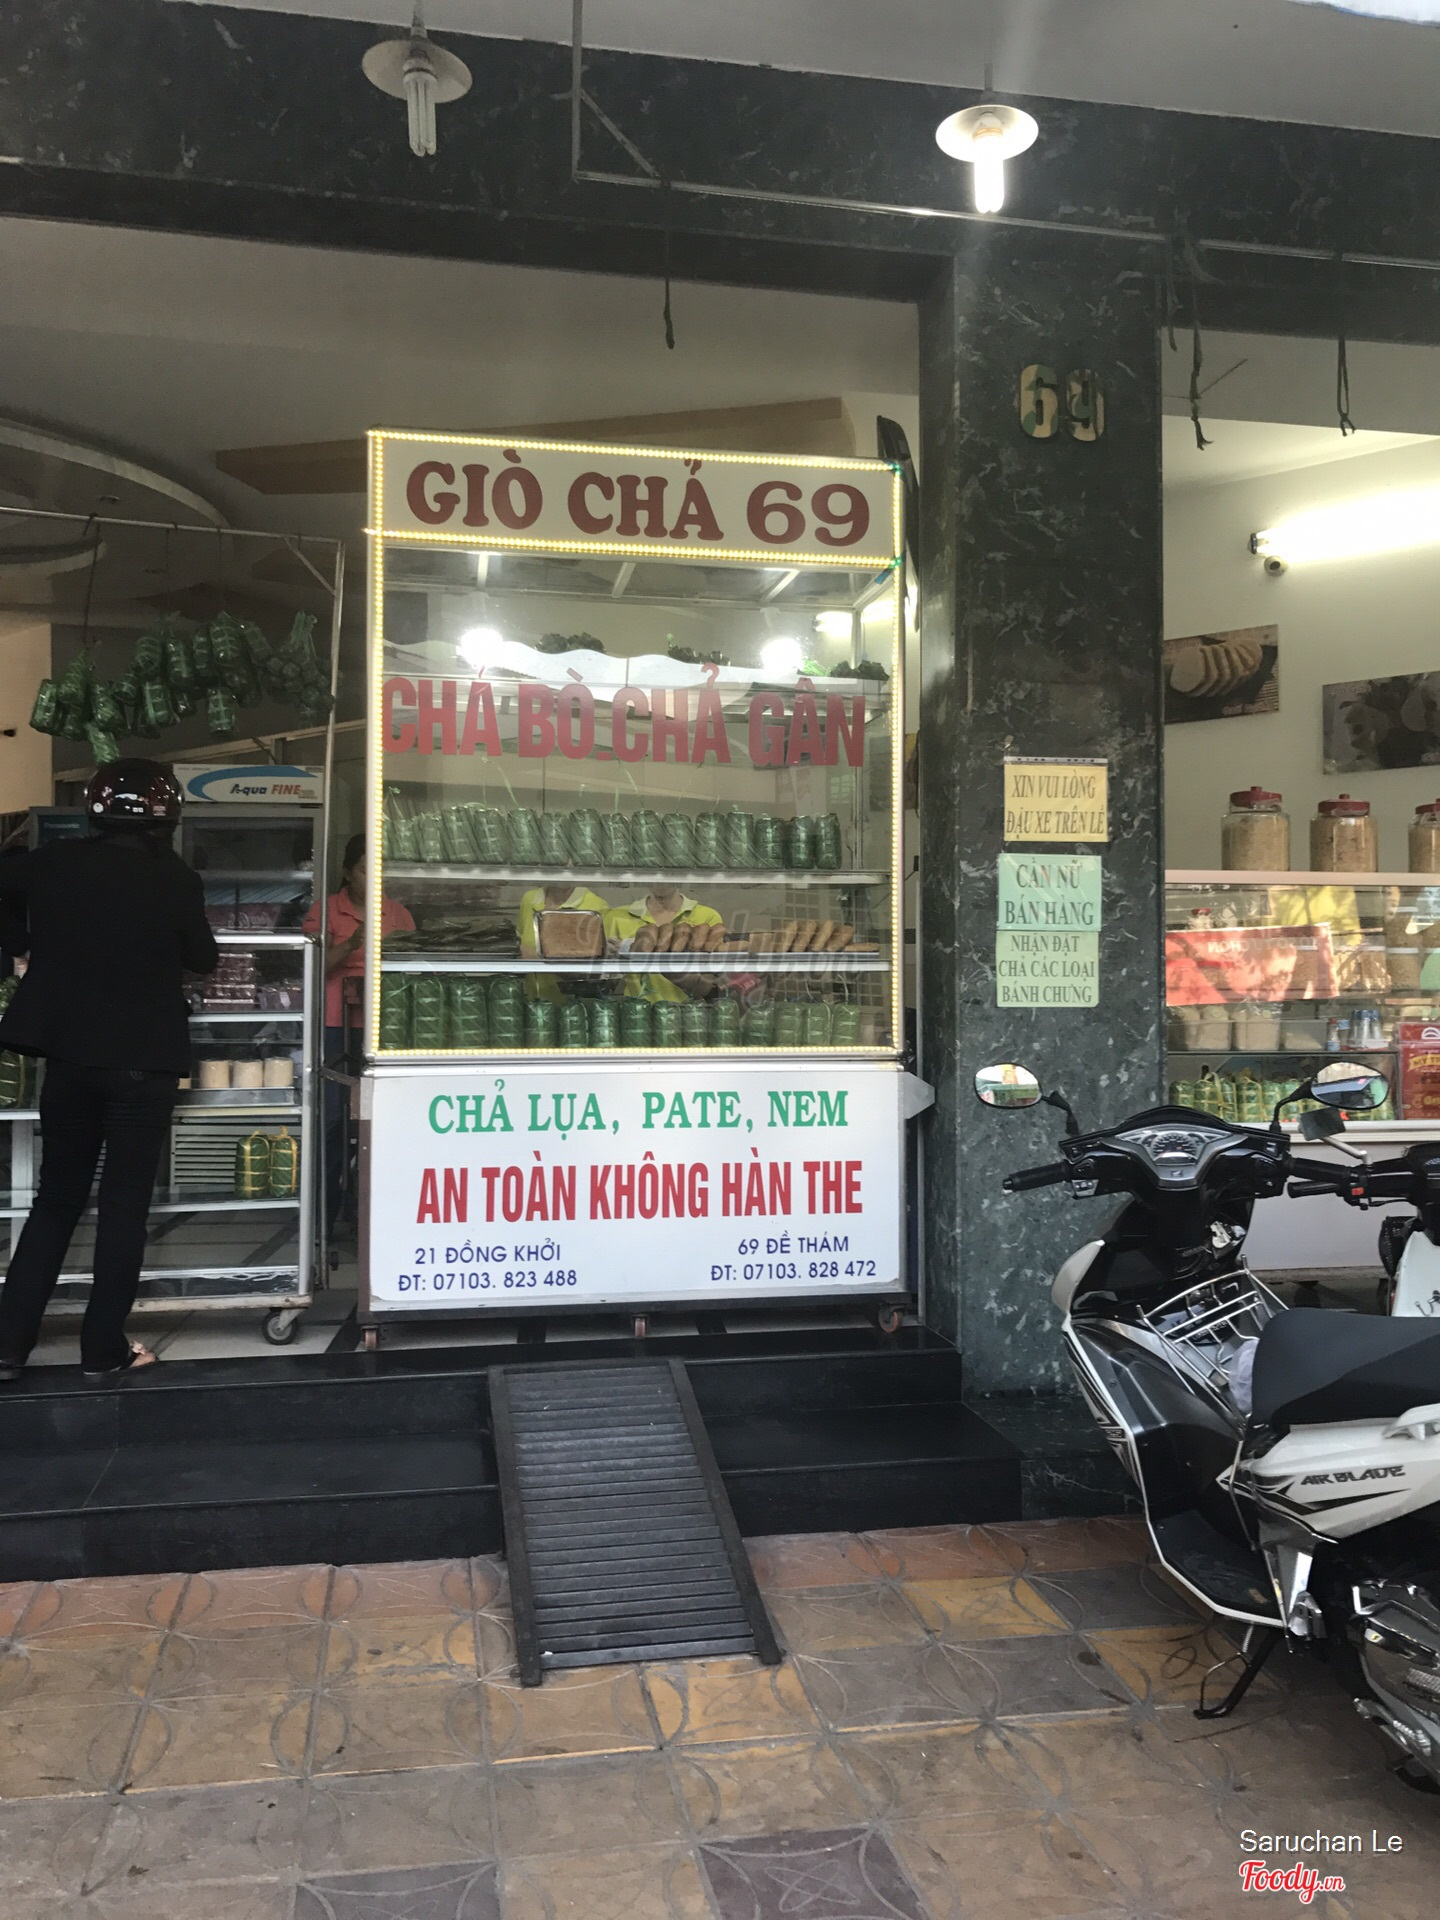 69
GIÒ CHẢ 69
CHẢ BÒ_CHẢ GÂN
A-qua FINE
XIN VUI LÒNG
ĐẬU XE TRÊN LỀ
CẦN NỮ
BÁN HÀNG
NHẬN ĐẶT
CHẢ CÁC LOẠI
BÁNH CHƯNG
CHẢ LỤA, PATE, NEM
AN TOÀN KHÔNG HÀN THE
21 ĐỒNG KHỞI
ĐT: 07103. 823 488
69 ĐỀ THÁM
ĐT: 07103. 828 472
AIR BLADE
Saruchan Le
Foody.vn